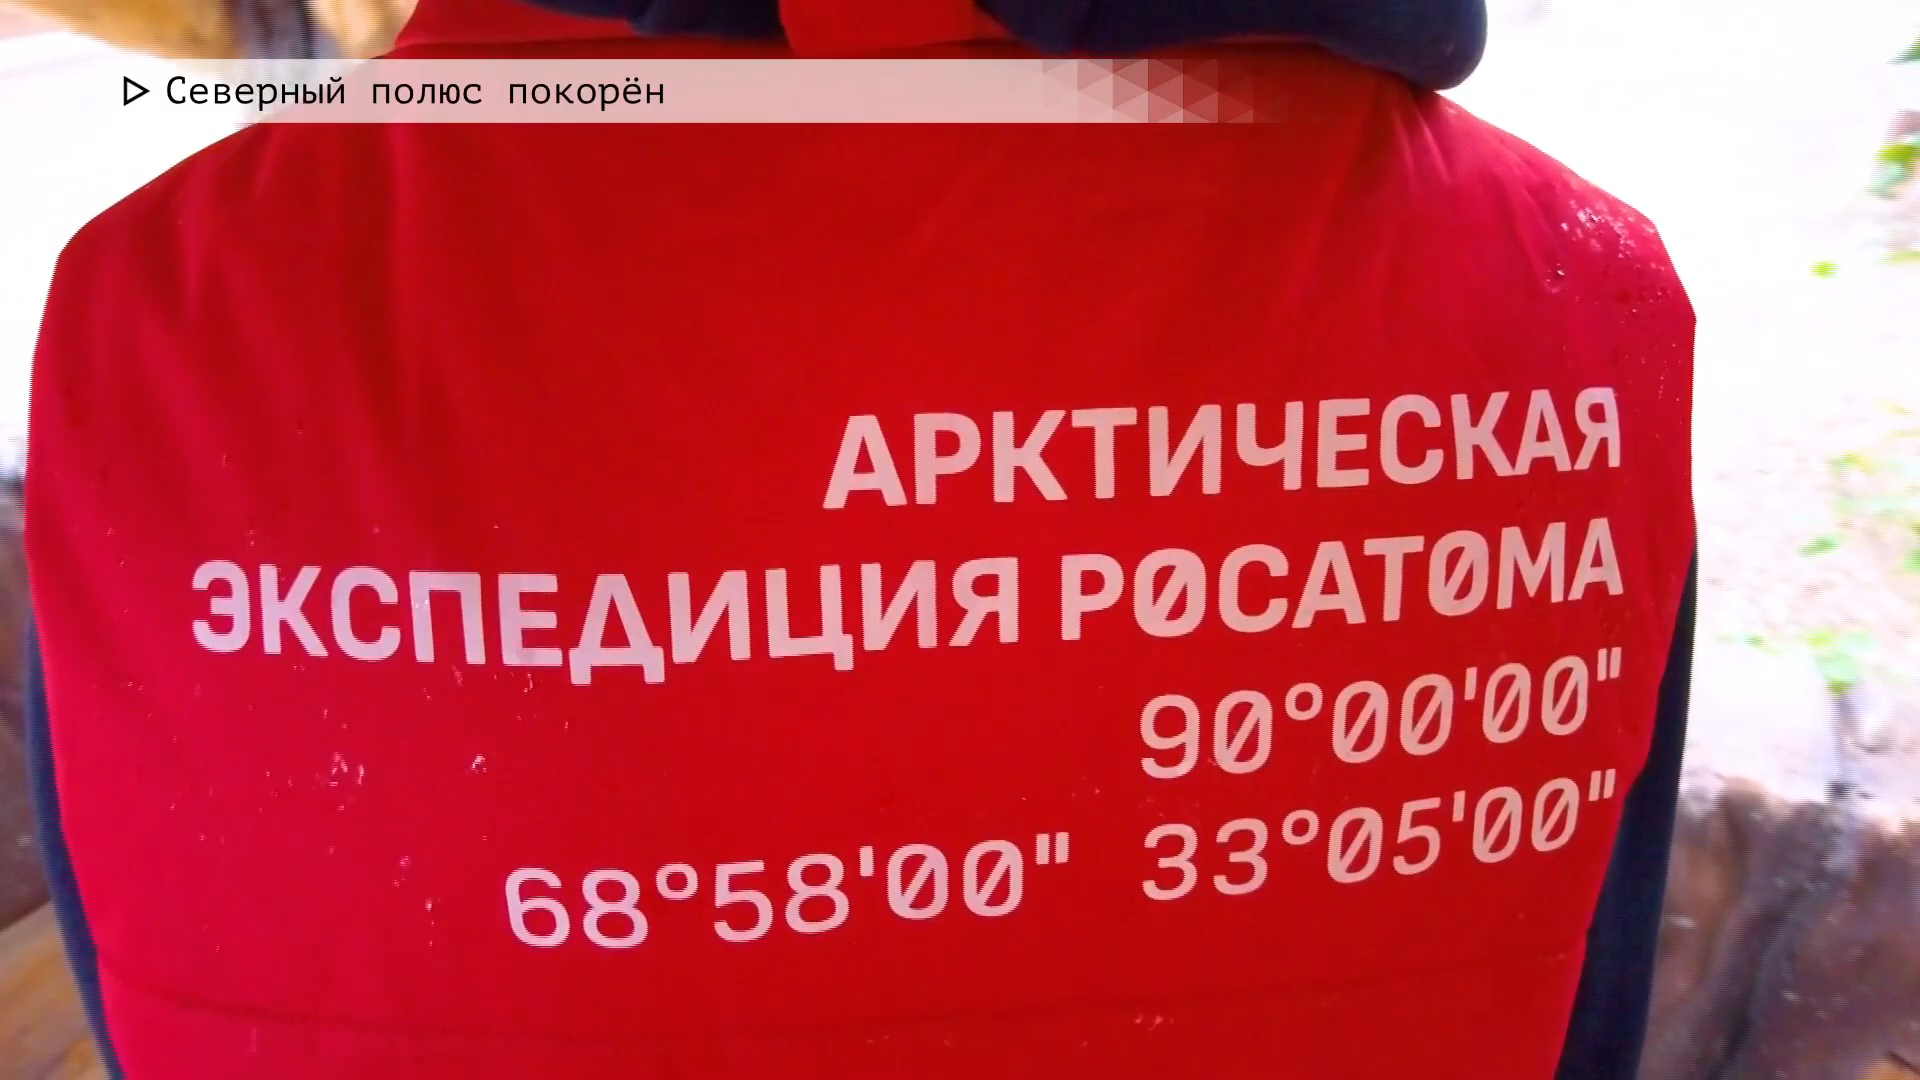 Северный полюс покорён
АРКТИЧЕСКАЯ
ЭКСПЕДИЦИЯ РОСАТОМА
90°00'00"
68°58'00" 33°05'00"